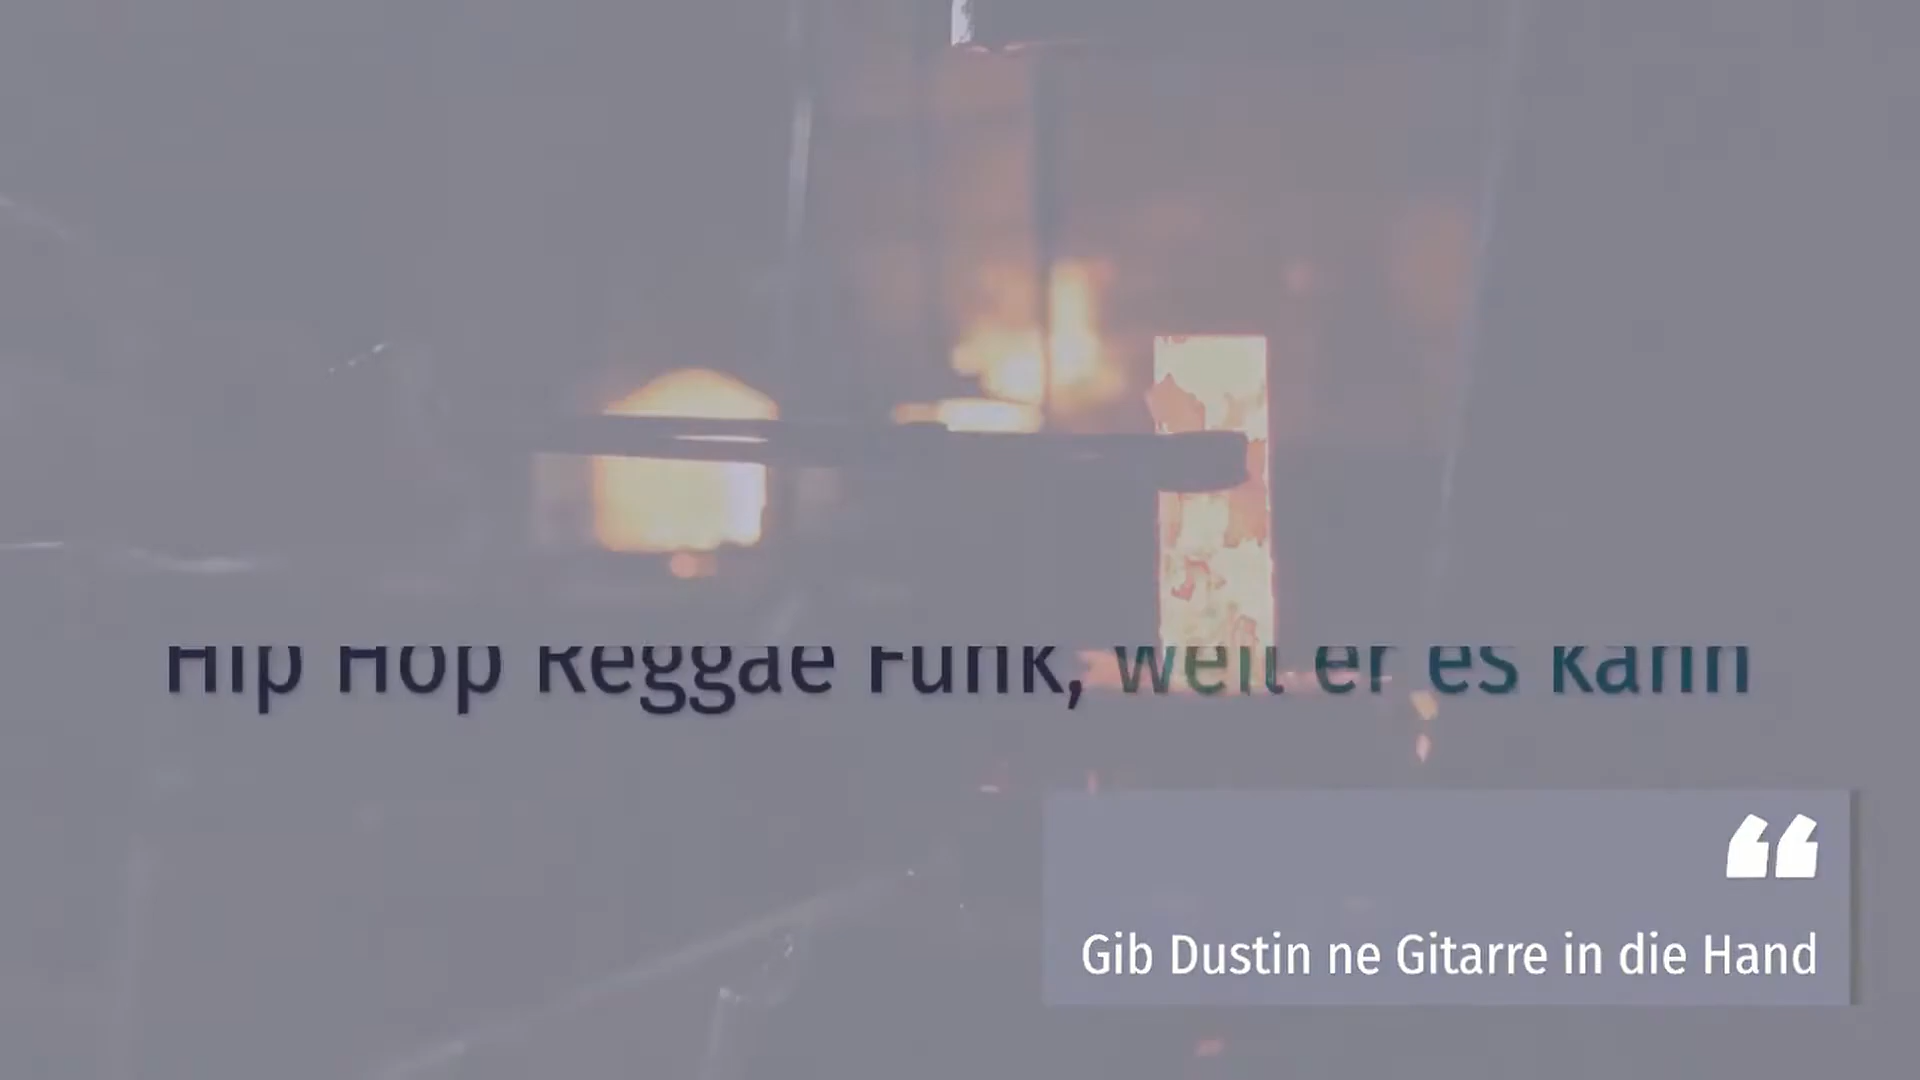 Hip Hop Reggae Funk, weil er es kann
“
Gib Dustin ne Gitarre in die Hand